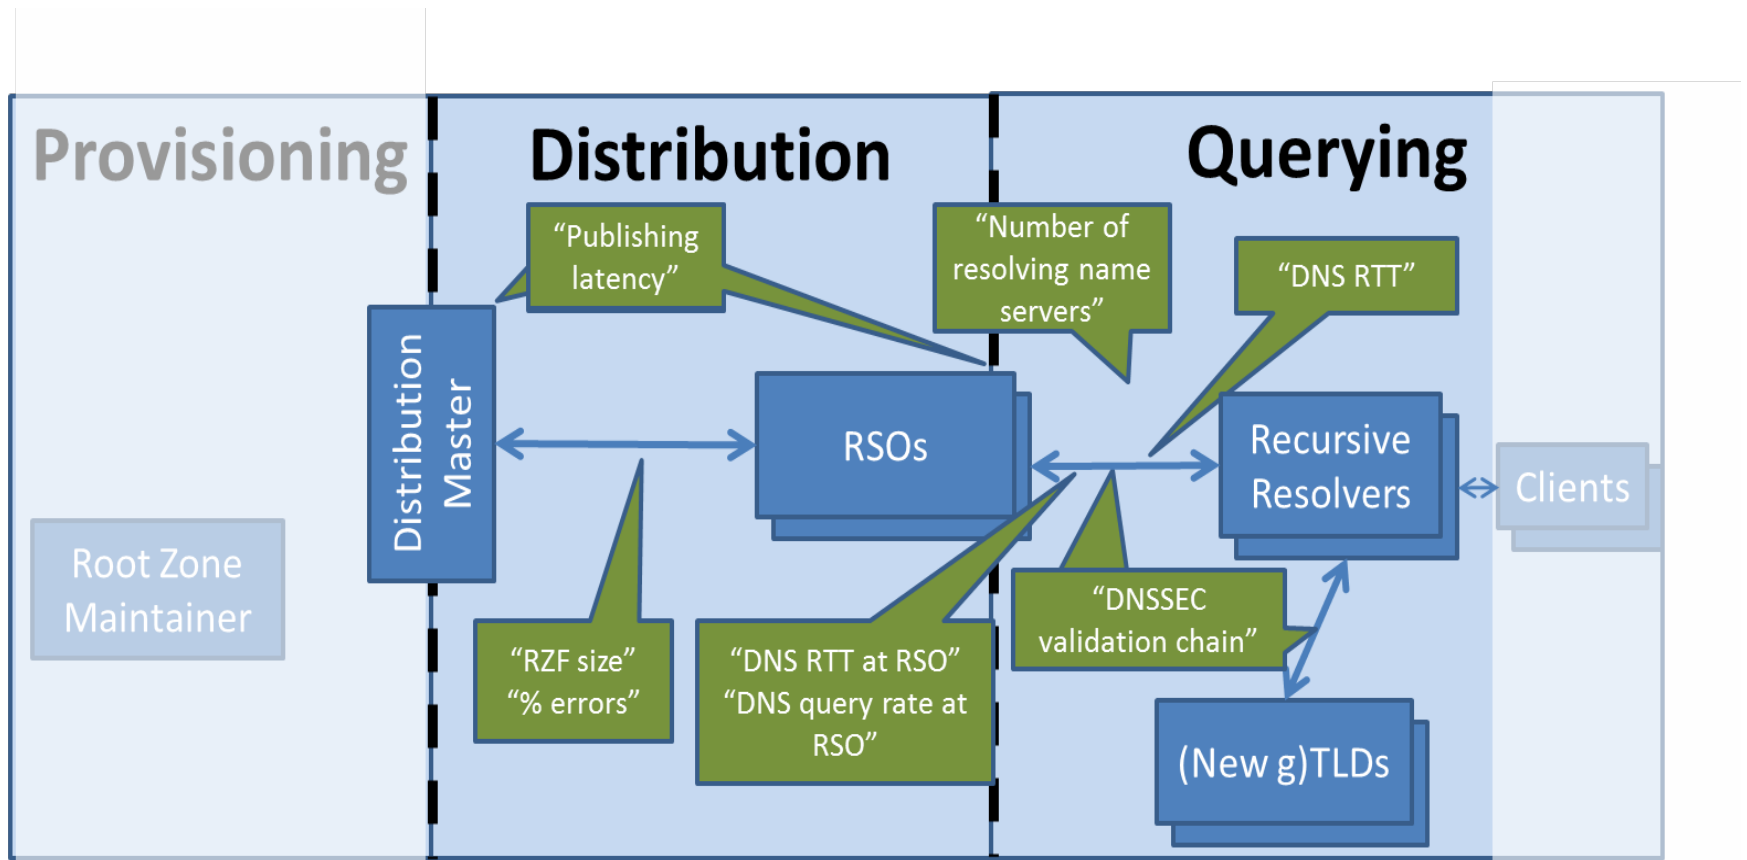 Provisioning
Distribution
Querying
“Publishing
latency”
“Number of
resolving name
servers”
“DNS RTT”
Distribution
Master
RSOs
Recursive
Resolvers
Clients
Root Zone
Maintainer
“RZF size”
“% errors”
“DNS RTT at RSO”
“DNS query rate at
RSO”
“DNSSEC
validation chain”
(New g)TLDs